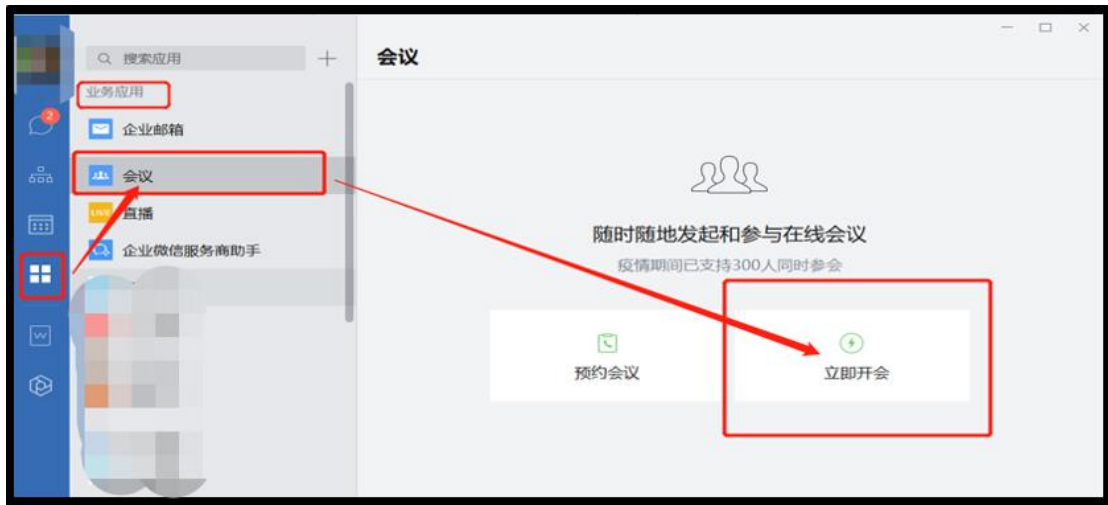 搜索应用
会议
业务应用
2
企业邮箱
会议
LIVE
直播
企业微信服务商助手
随时随地发起和参与在线会议
疫情期间已支持300人同时参会
预约会议
立即开会